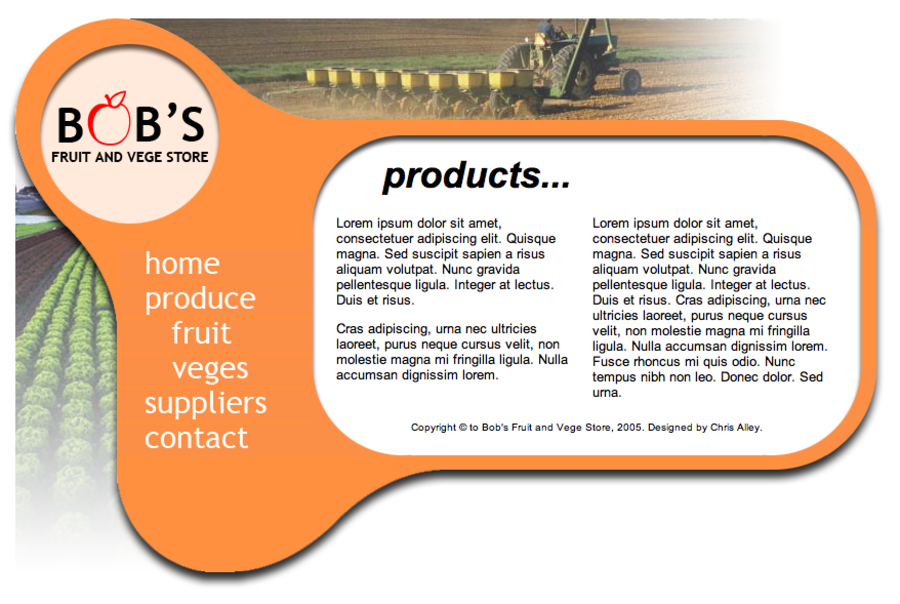 BOB'S
FRUIT AND VEGE STORE
home
produce
fruit
veges
suppliers
contact
products...
Lorem ipsum dolor sit amet,
consectetuer adipiscing elit. Quisque
magna. Sed suscipit sapien a risus
aliquam volutpat. Nunc gravida
pellentesque ligula. Integer at lectus.
Duis et risus.
Cras adipiscing, urna nec ultricies
laoreet, purus neque cursus velit, non
molestie magna mi fringilla ligula. Nulla
accumsan dignissim lorem.
Lorem ipsum dolor sit amet,
consectetuer adipiscing elit. Quisque
magna. Sed suscipit sapien a risus
aliquam volutpat. Nunc gravida
pellentesque ligula. Integer at lectus.
Duis et risus. Cras adipiscing, urna nec
ultricies laoreet, purus neque cursus
velit, non molestie magna mi fringilla
ligula. Nulla accumsan dignissim lorem.
Fusce rhoncus mi quis odio. Nunc
tempus nibh non leo. Donec dolor. Sed
urna.
Copyright © to Bob's Fruit and Vege Store, 2005. Designed by Chris Alley.